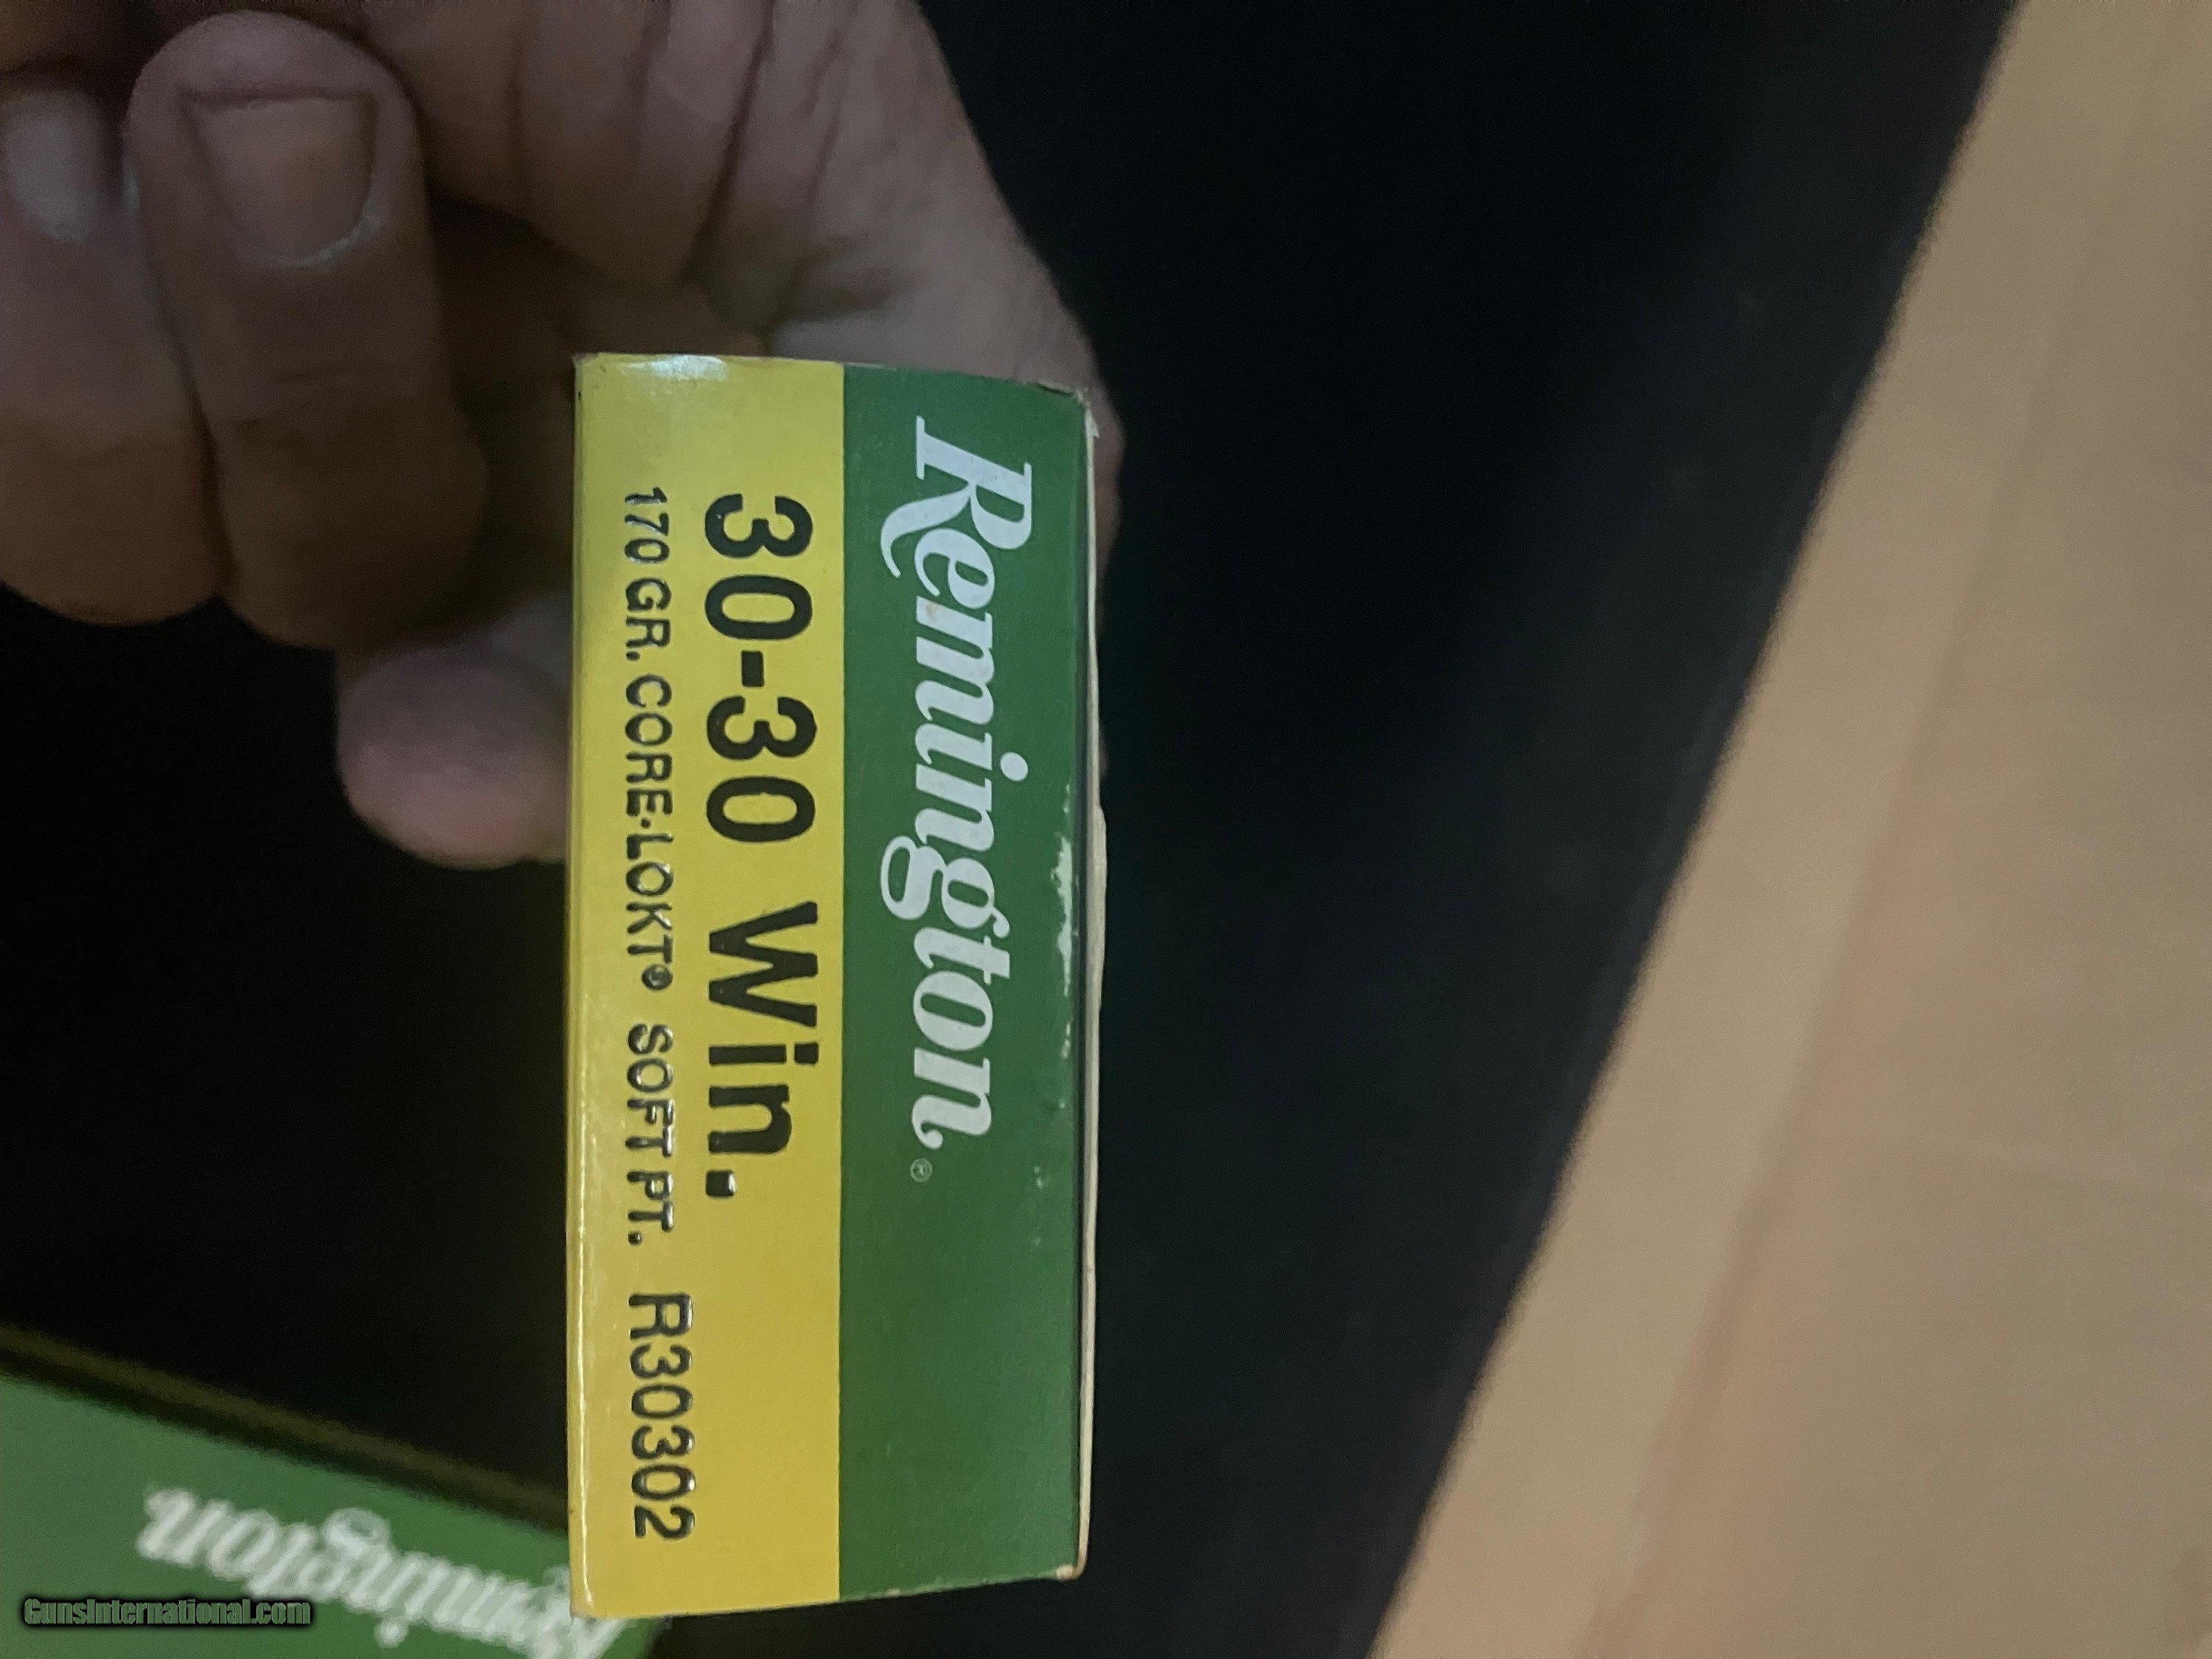 Remington®
30-30 Win.
170 GR. CORE-LOKT® SOFT PT. R30302
Remington
GunsInternational.com